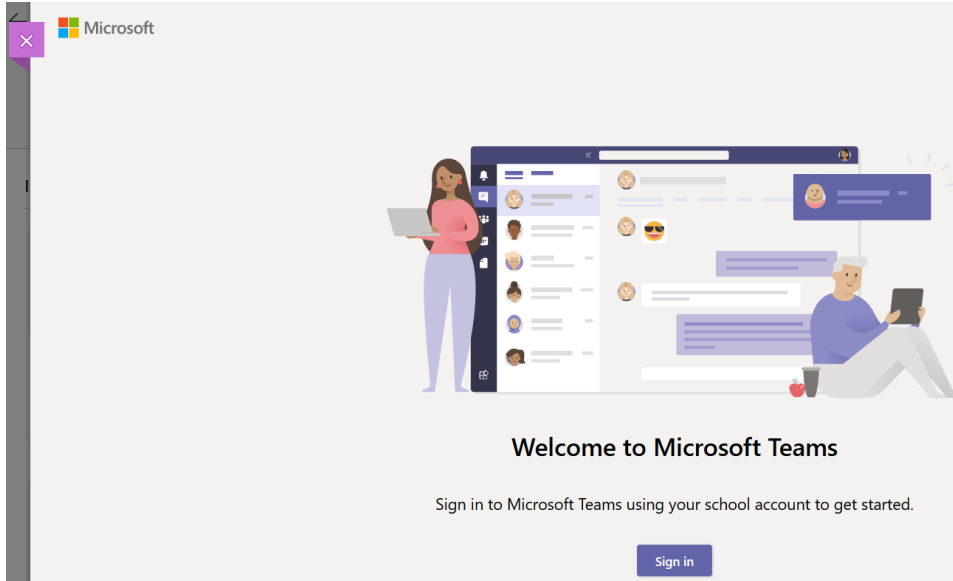 Microsoft
Welcome to Microsoft Teams
Sign in to Microsoft Teams using your school account to get started.
Sign in